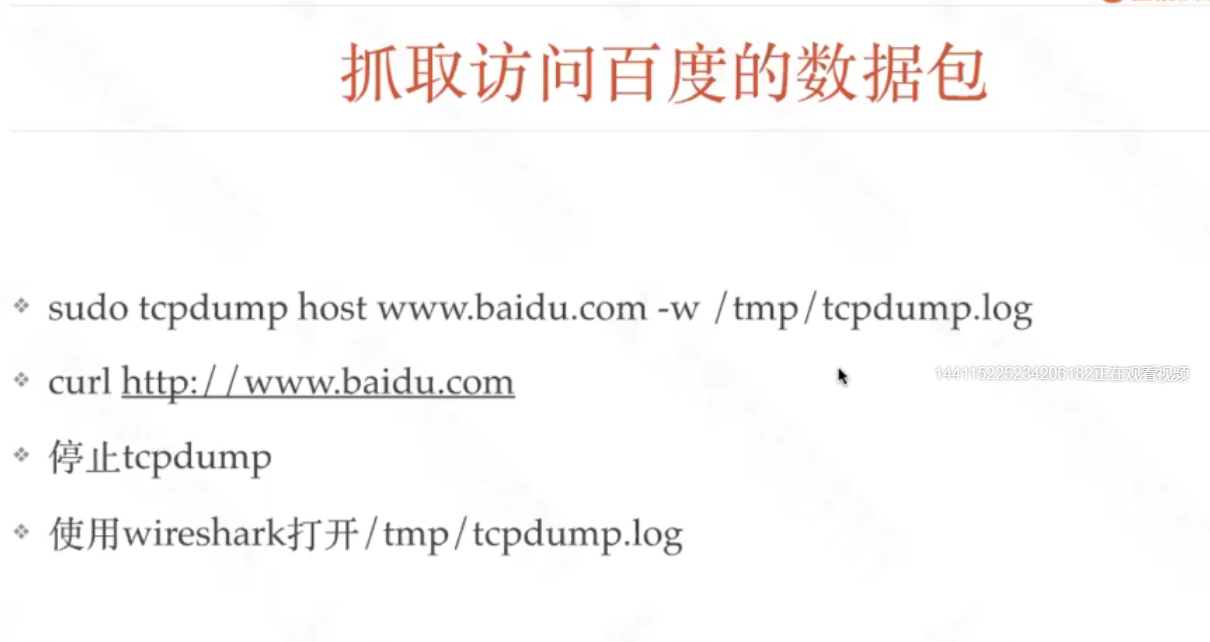 抓取访问百度的数据包
sudo tcpdump host www.baidu.com -w /tmp/tcpdump.log
144115225234206182正在观看视频
curl http://www.baidu.com
停止tcpdump
使用wireshark打开/tmp/tcpdump.log